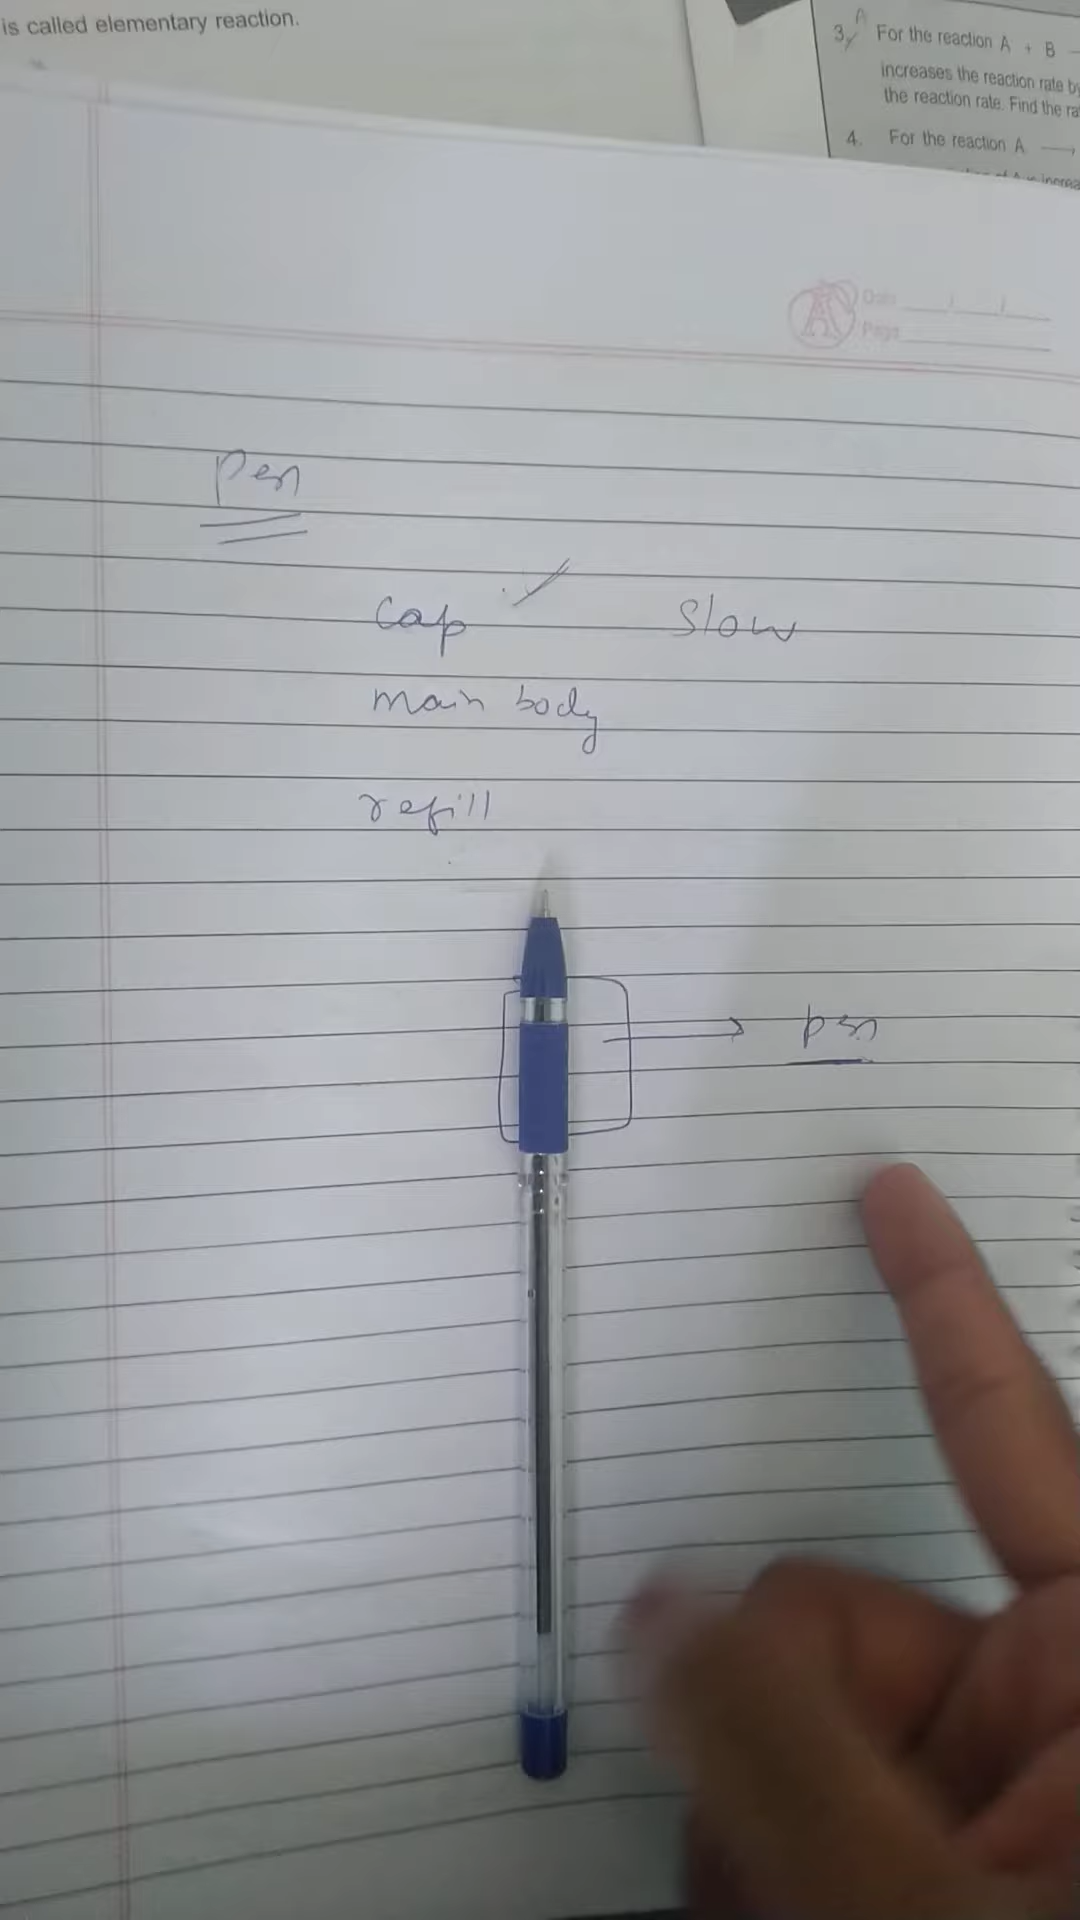 is called elementary reaction.
3. For the reaction A + B
increases the reaction rate by
the reaction rate. Find the
4. For the reaction A →
A
Date
Page
Pen
Cap ✓ Slow
main body
refill
→ pen